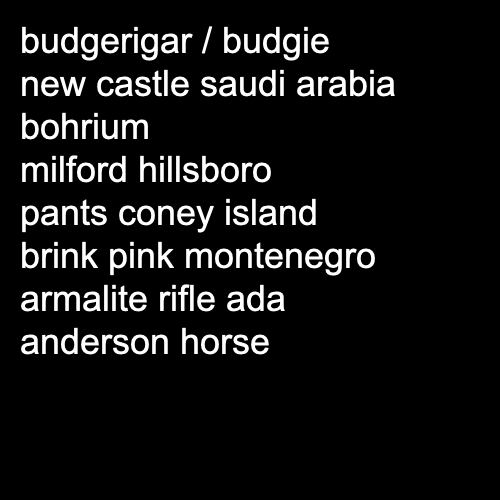 budgerigar / budgie
new castle saudi arabia
bohrium
milford hillsboro
pants coney island
brink pink montenegro
armalite rifle ada
anderson horse